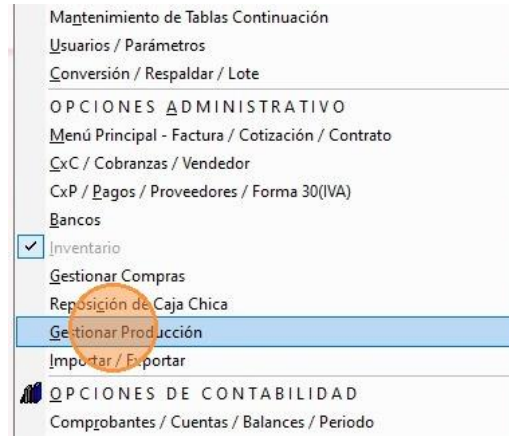 Mantenimiento de Tablas Continuación
Usuarios / Parámetros
Conversión / Respaldar / Lote
OPCIONES ADMINISTRATIVO
Menú Principal - Factura / Cotización / Contrato
CxC / Cobranzas / Vendedor
CxP / Pagos / Proveedores / Forma 30(IVA)
Bancos
Inventario
Gestionar Compras
Reposición de Caja Chica
Gestionar Producción
Importar / Exportar
OPCIONES DE CONTABILIDAD
Comprobantes / Cuentas / Balances / Periodo